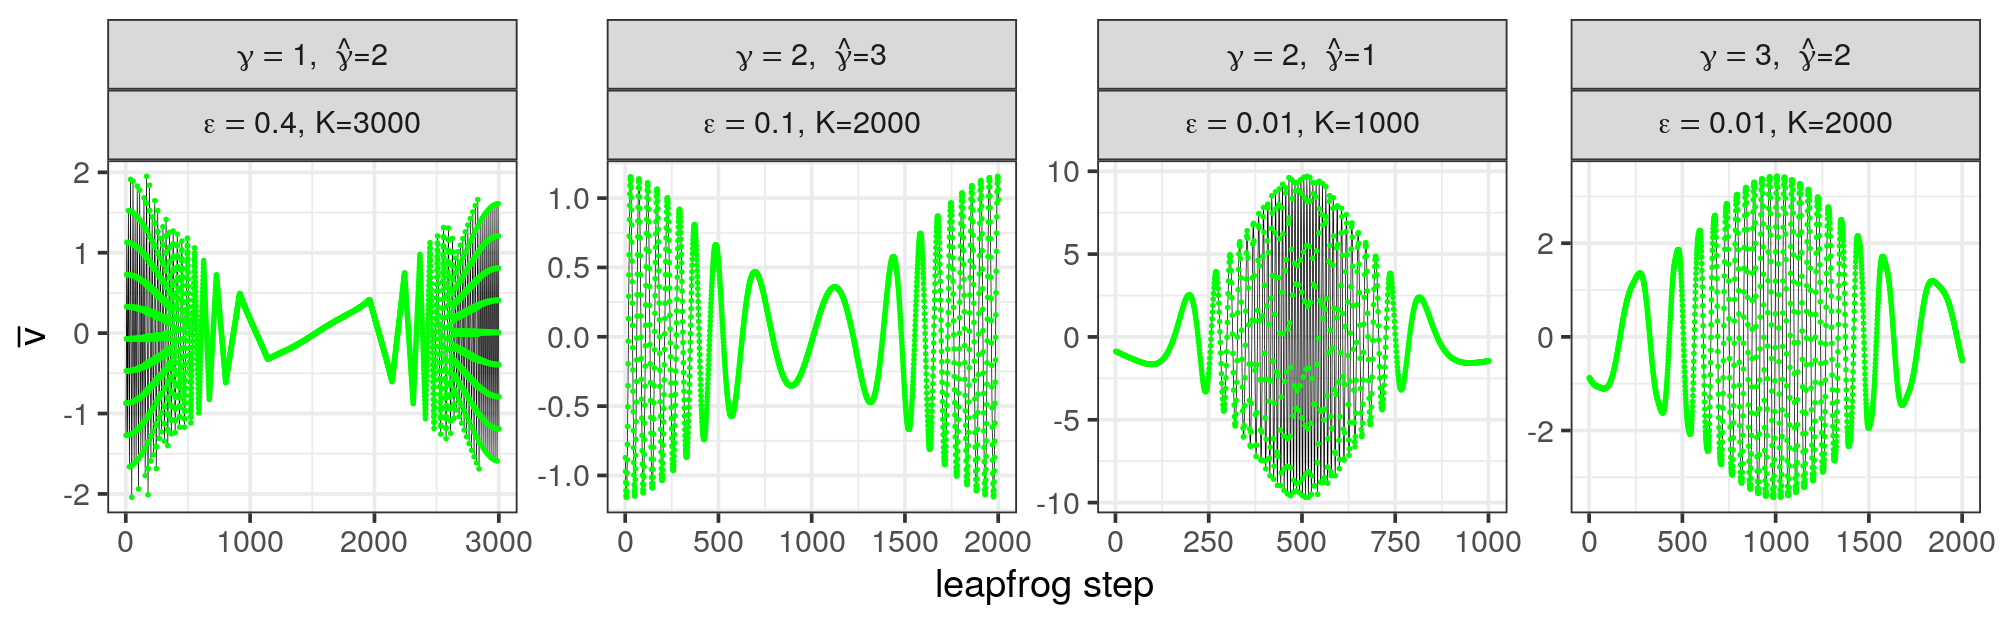 γ = 1, γ̂=2
ε = 0.4, K=3000
γ = 2, γ̂=3
ε = 0.1, K=2000
γ = 2, γ̂=1
ε = 0.01, K=1000
γ = 3, γ̂=2
ε = 0.01, K=2000
v̅
2
1
0
-1
-2
0 1000 2000 3000
1.0
0.5
0.0
-0.5
-1.0
0 500 1000 1500 2000
10
5
0
-5
-10
0 250 500 750 1000
2
0
-2
0 500 1000 1500 2000
leapfrog step